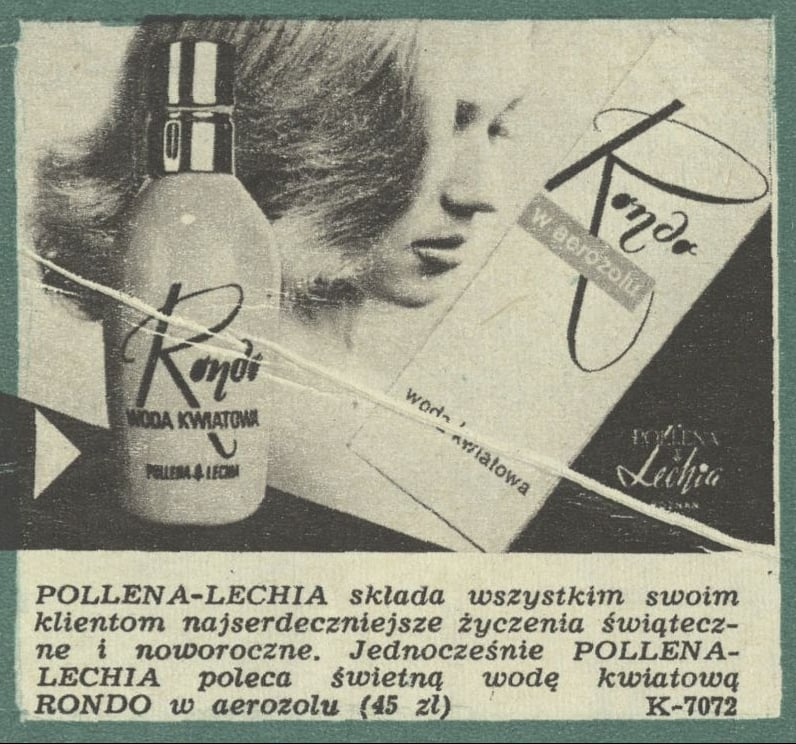 Rondo
w aerozolu
Rondo
woda kwiatowa
WODA KWIATOWA
POLLENA LECHIA
POLLENA
Lechia
POZNAŃ
POLLENA-LECHIA składa wszystkim swoim
klientom najserdeczniejsze życzenia świątecz-
ne i noworoczne. Jednocześnie POLLENA-
LECHIA poleca świetną wodę kwiatową
RONDO w aerozolu (45 zł) K-7072